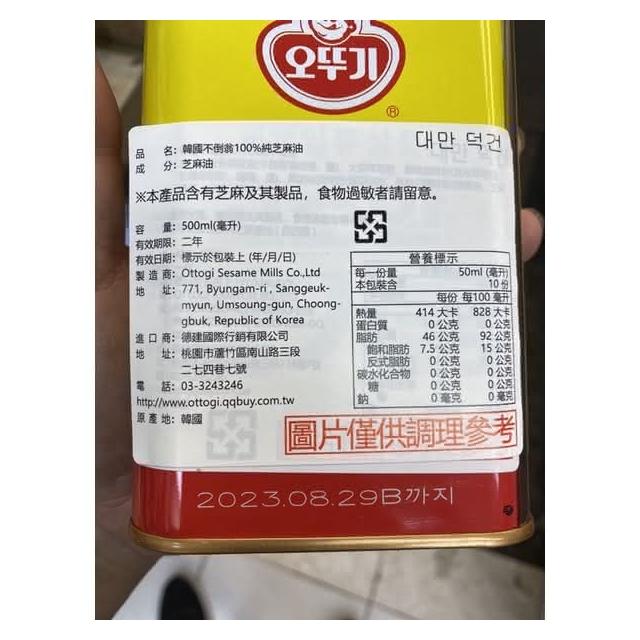 오뚜기
®
대만 덕건
品 名: 韓國不倒翁100%純芝麻油
成 分: 芝麻油
※本產品含有芝麻及其製品，食物過敏者請留意。
容 量: 500ml(毫升)
有效期限: 二年
有效日期: 標示於包裝上 (年/月/日)
製 造 商: Ottogi Sesame Mills Co.,Ltd
地 址: 771, Byungam-ri , Sanggeuk-
myun, Umsoung-gun, Choong-
gbuk, Republic of Korea
進 口 商: 德建國際行銷有限公司
地 址: 桃園市蘆竹區南山路三段
二七四巷七號
電 話: 03-3243246
http://www.ottogi.qqbuy.com.tw
原 產 地: 韓國
營養標示
每一份量 50ml (毫升)
本包裝含 10 份
每份 每100 毫升
熱量 414 大卡 828 大卡
蛋白質 0 公克 0 公克
脂肪 46 公克 92 公克
飽和脂肪 7.5 公克 15 公克
反式脂肪 0 公克 0 公克
碳水化合物 0 公克 0 公克
糖 0 公克 0 公克
鈉 0 毫克 0 毫克
圖片僅供調理參考
2023.08.29B까지